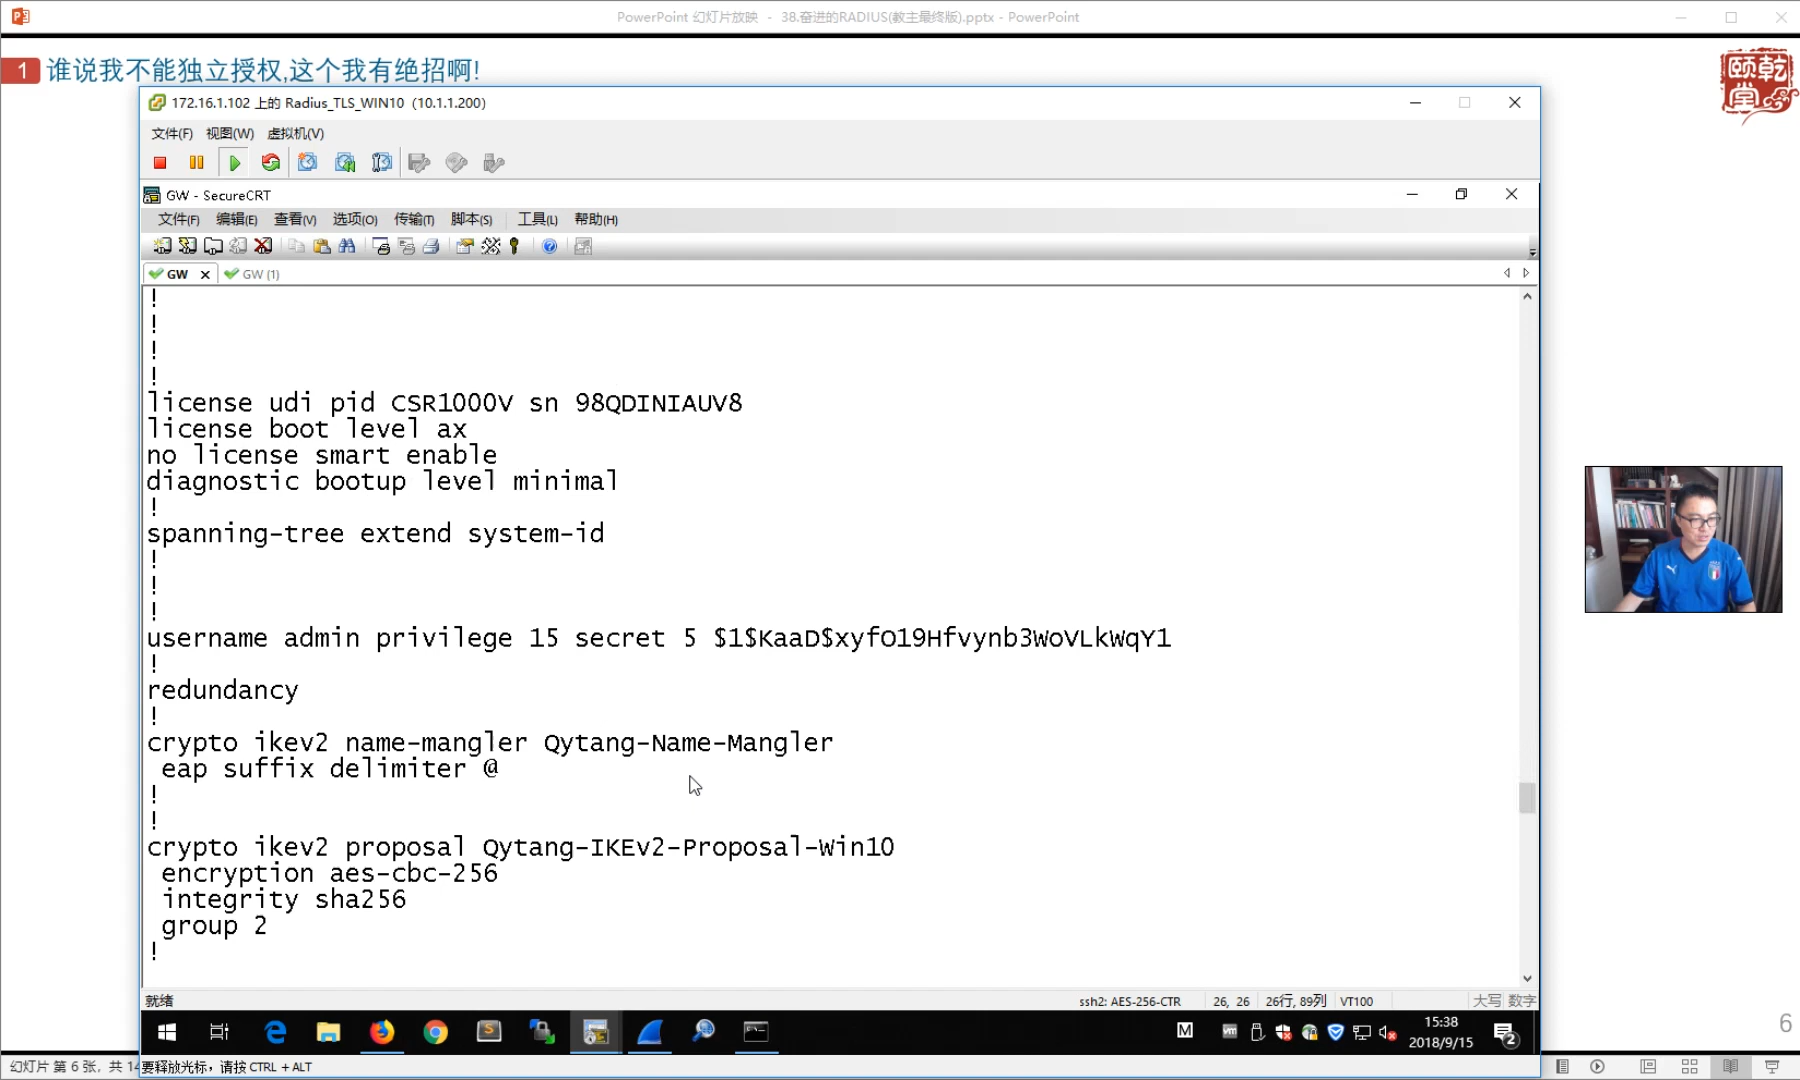 PowerPoint 幻灯片放映 - 38.奋进的RADIUS(教主最终版).pptx - PowerPoint
1 谁说我不能独立授权,这个我有绝招啊!
颐乾堂
172.16.1.102 上的 Radius_TLS_WIN10 (10.1.1.200)
文件(F) 视图(W) 虚拟机(V)
GW - SecureCRT
文件(F) 编辑(E) 查看(V) 选项(O) 传输(T) 脚本(S) 工具(L) 帮助(H)
GW GW (1)
!
!
!
!
license udi pid CSR1000V sn 98QDINIAUV8
license boot level ax
no license smart enable
diagnostic bootup level minimal
!
spanning-tree extend system-id
!
!
!
username admin privilege 15 secret 5 $1$KaaD$xyfO19Hfvynb3WoVLkWqY1
!
redundancy
!
crypto ikev2 name-mangler Qytang-Name-Mangler
 eap suffix delimiter @
!
!
crypto ikev2 proposal Qytang-IKEv2-Proposal-Win10
 encryption aes-cbc-256
 integrity sha256
 group 2
!
就绪 ssh2: AES-256-CTR 26, 26 26行, 89列 VT100 大写 数字
15:38
2018/9/15
2
6
幻灯片 第 6 张，共 14 要释放光标，请按 CTRL + ALT